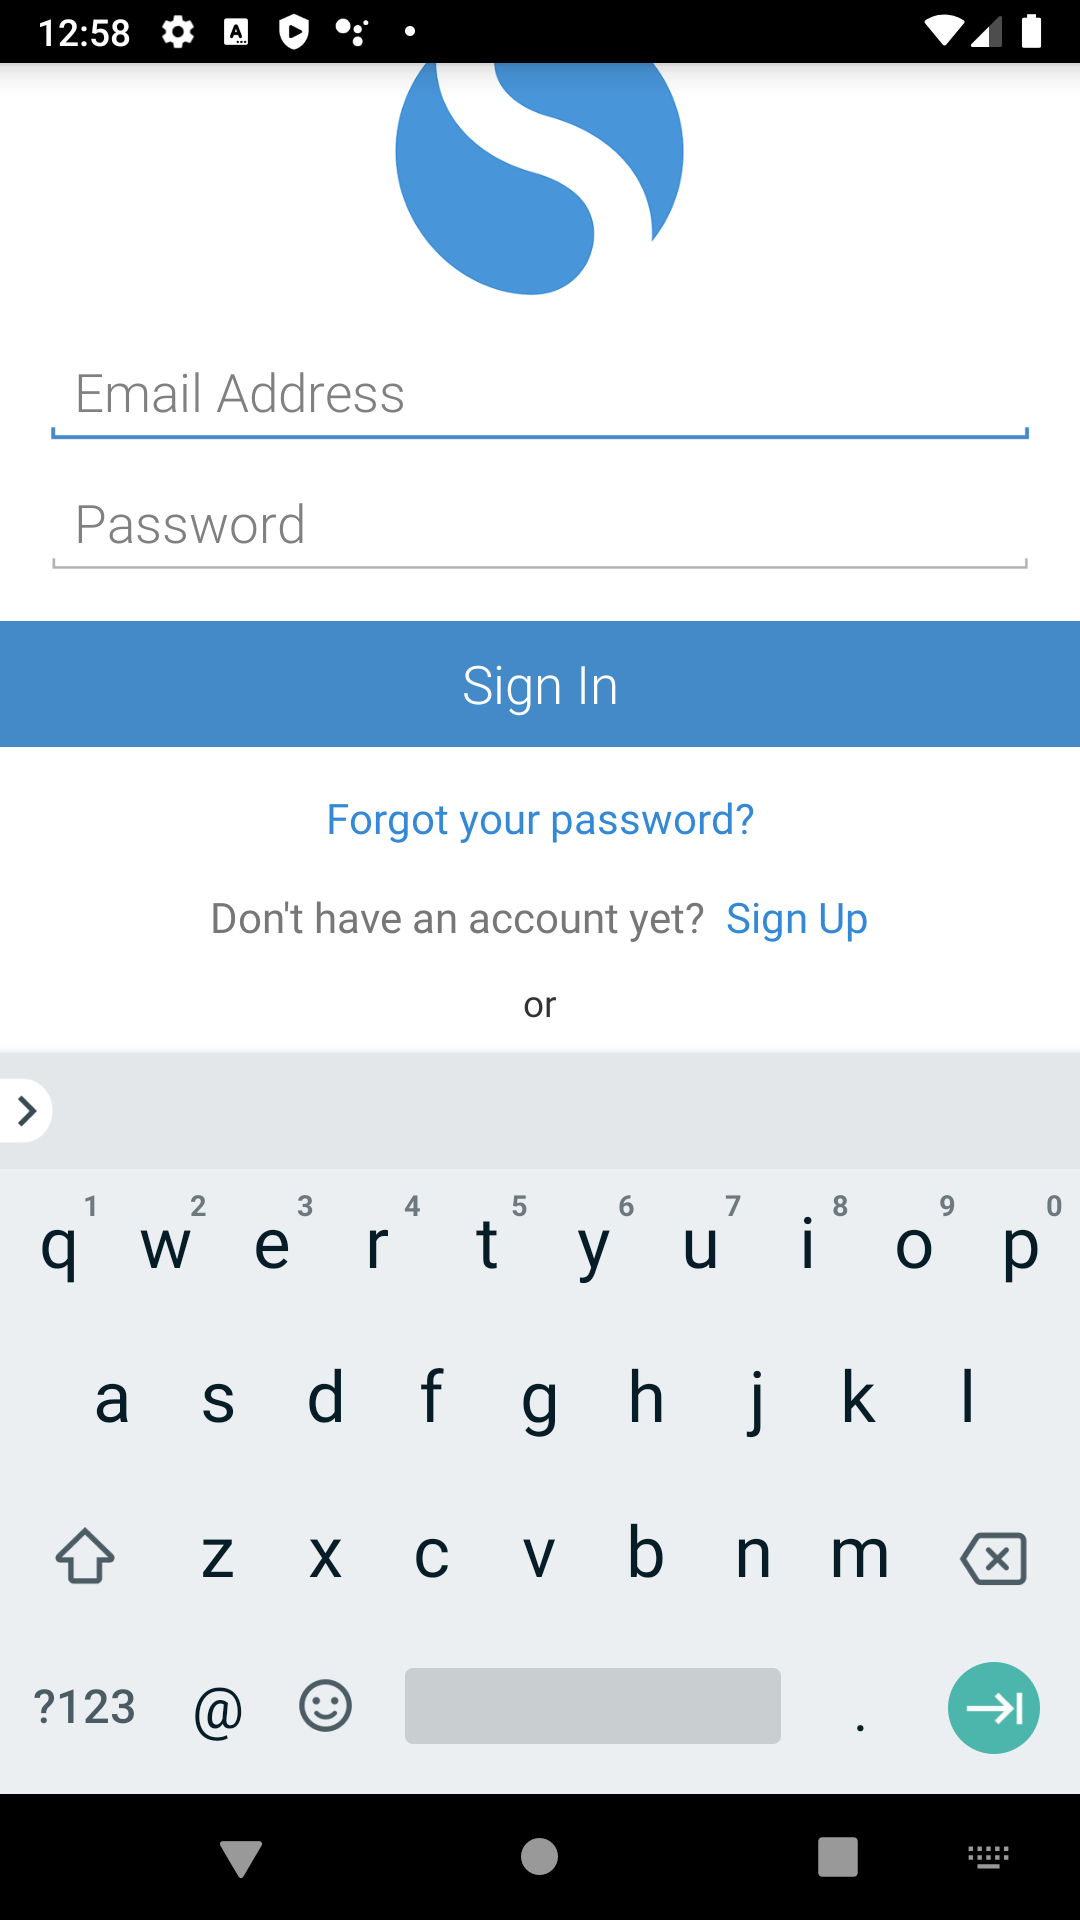 12:58
Email Address
Password
Sign In
Forgot your password?
Don't have an account yet? Sign Up
or
1 2 3 4 5 6 7 8 9 0
q w e r t y u i o p
a s d f g h j k l
z x c v b n m
?123 @ .